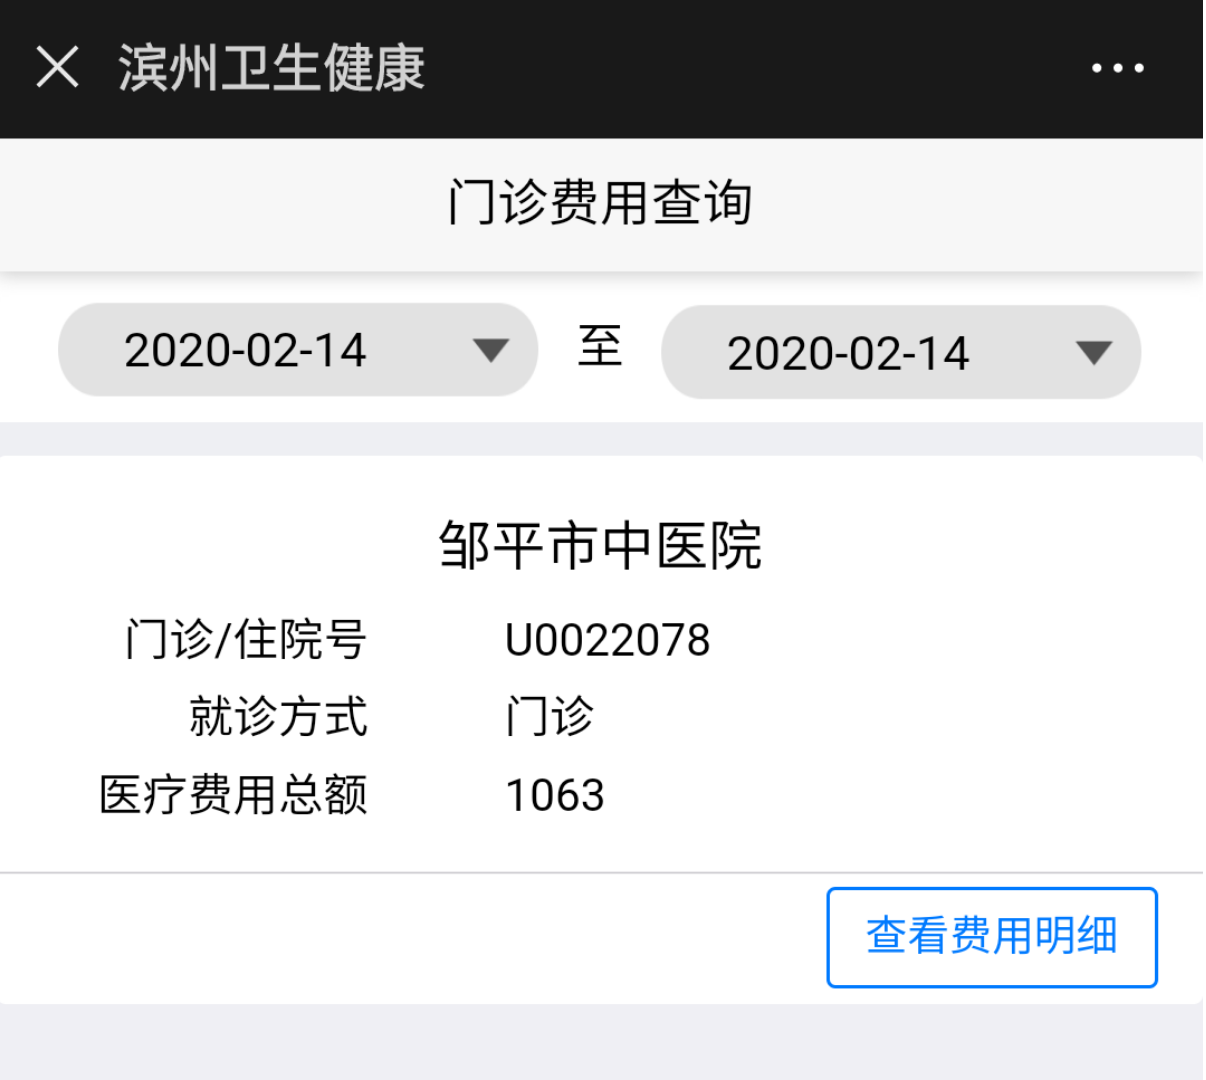 滨州卫生健康
门诊费用查询
2020-02-14 至 2020-02-14
邹平市中医院
门诊/住院号 U0022078
就诊方式 门诊
医疗费用总额 1063
查看费用明细